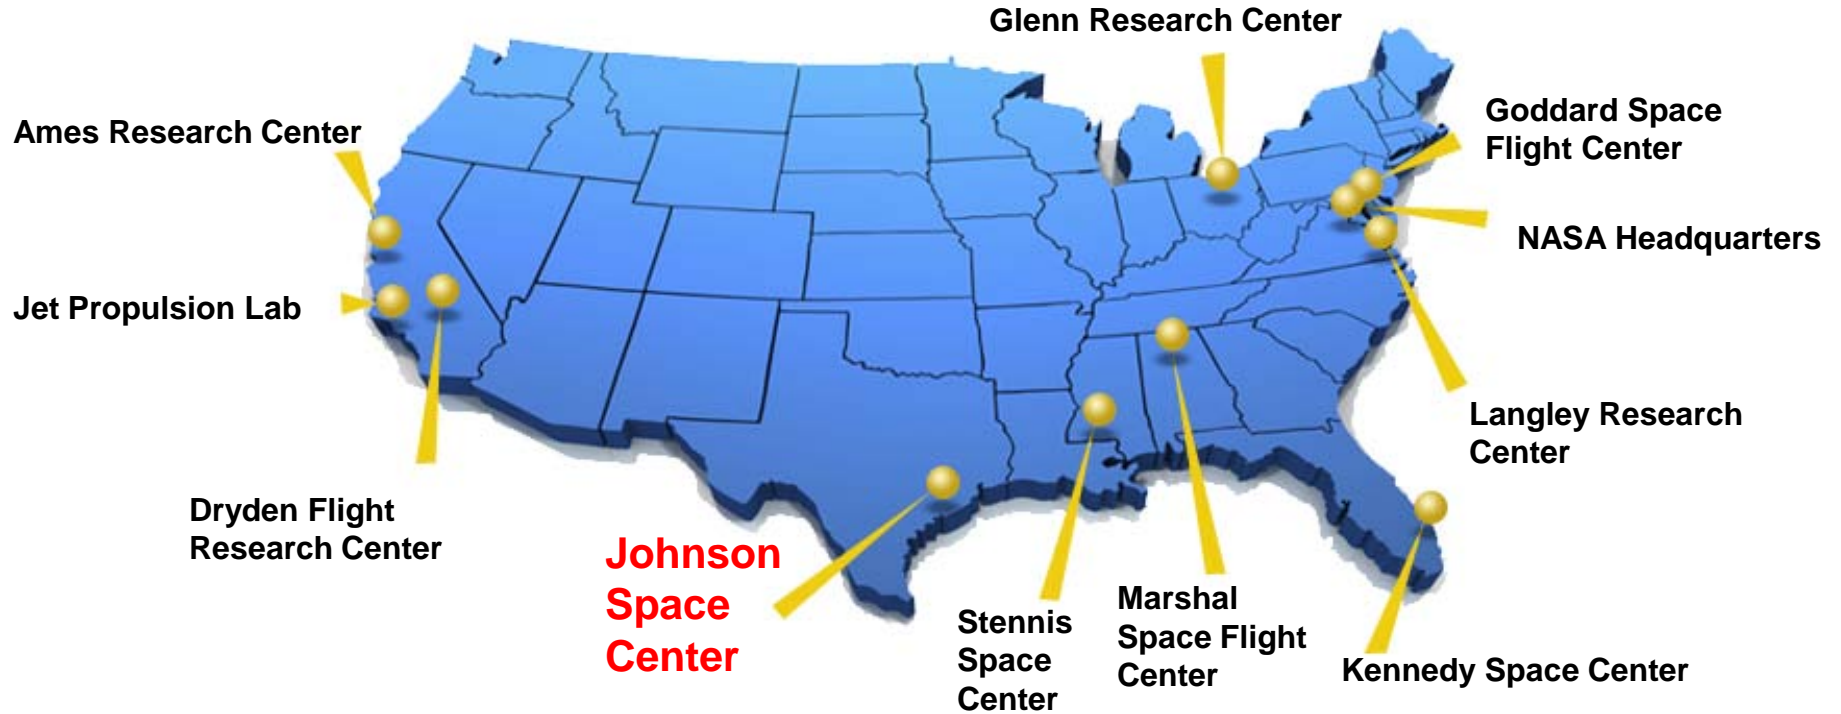 Glenn Research Center
Ames Research Center
Goddard Space
Flight Center
NASA Headquarters
Jet Propulsion Lab
Langley Research
Center
Dryden Flight
Research Center
Johnson
Space
Center
Stennis
Space
Center
Marshal
Space Flight
Center
Kennedy Space Center